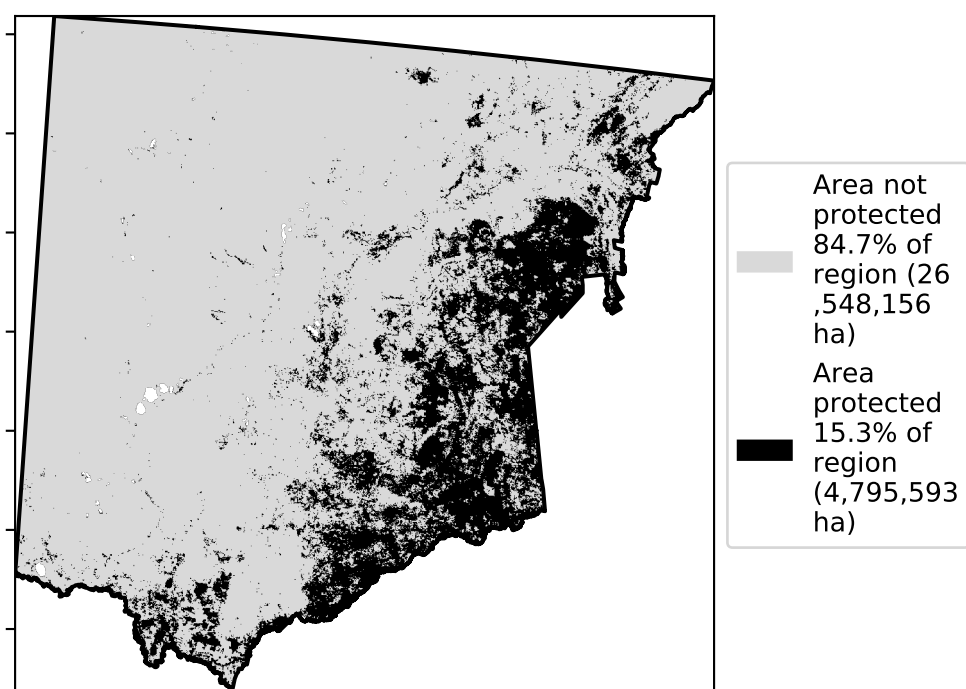 Area not
protected
84.7% of
region (26
,548,156
ha)
Area
protected
15.3% of
region
(4,795,593
ha)